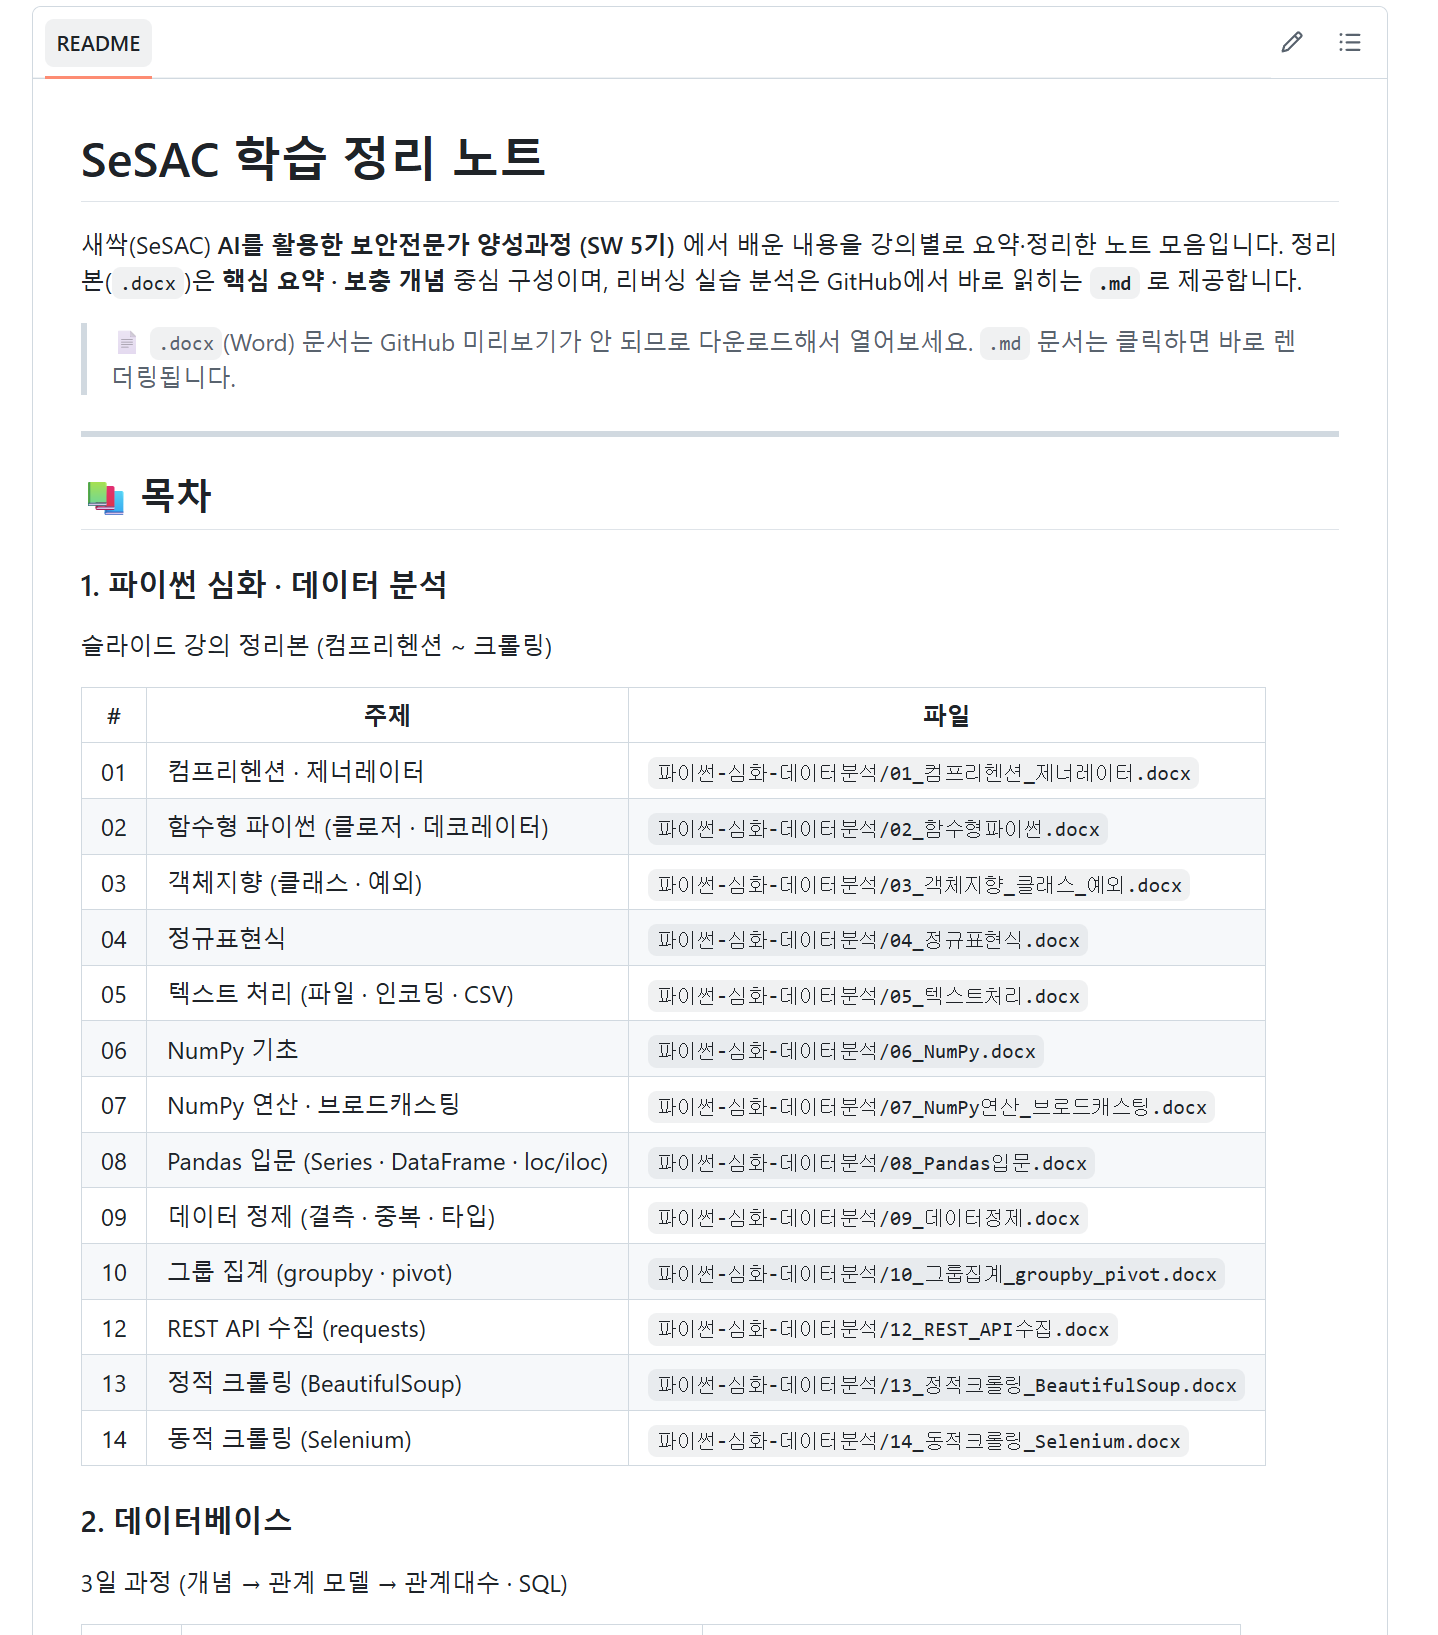 README
SeSAC 학습 정리 노트
새싹(SeSAC) AI를 활용한 보안전문가 양성과정 (SW 5기) 에서 배운 내용을 강의별로 요약·정리한 노트 모음입니다. 정리
본(.docx)은 핵심 요약 · 보충 개념 중심 구성이며, 리버싱 실습 분석은 GitHub에서 바로 읽히는 .md 로 제공합니다.
.docx(Word) 문서는 GitHub 미리보기가 안 되므로 다운로드해서 열어보세요. .md 문서는 클릭하면 바로 렌
더링됩니다.
목차
1. 파이썬 심화 · 데이터 분석
슬라이드 강의 정리본 (컴프리헨션 ~ 크롤링)
# 주제 파일
01 컴프리헨션 · 제너레이터 파이썬-심화-데이터분석/01_컴프리헨션_제너레이터.docx
02 함수형 파이썬 (클로저 · 데코레이터) 파이썬-심화-데이터분석/02_함수형파이썬.docx
03 객체지향 (클래스 · 예외) 파이썬-심화-데이터분석/03_객체지향_클래스_예외.docx
04 정규표현식 파이썬-심화-데이터분석/04_정규표현식.docx
05 텍스트 처리 (파일 · 인코딩 · CSV) 파이썬-심화-데이터분석/05_텍스트처리.docx
06 NumPy 기초 파이썬-심화-데이터분석/06_NumPy.docx
07 NumPy 연산 · 브로드캐스팅 파이썬-심화-데이터분석/07_NumPy연산_브로드캐스팅.docx
08 Pandas 입문 (Series · DataFrame · loc/iloc) 파이썬-심화-데이터분석/08_Pandas입문.docx
09 데이터 정제 (결측 · 중복 · 타입) 파이썬-심화-데이터분석/09_데이터정제.docx
10 그룹 집계 (groupby · pivot) 파이썬-심화-데이터분석/10_그룹집계_groupby_pivot.docx
12 REST API 수집 (requests) 파이썬-심화-데이터분석/12_REST_API수집.docx
13 정적 크롤링 (BeautifulSoup) 파이썬-심화-데이터분석/13_정적크롤링_BeautifulSoup.docx
14 동적 크롤링 (Selenium) 파이썬-심화-데이터분석/14_동적크롤링_Selenium.docx
2. 데이터베이스
3일 과정 (개념 → 관계 모델 → 관계대수 · SQL)